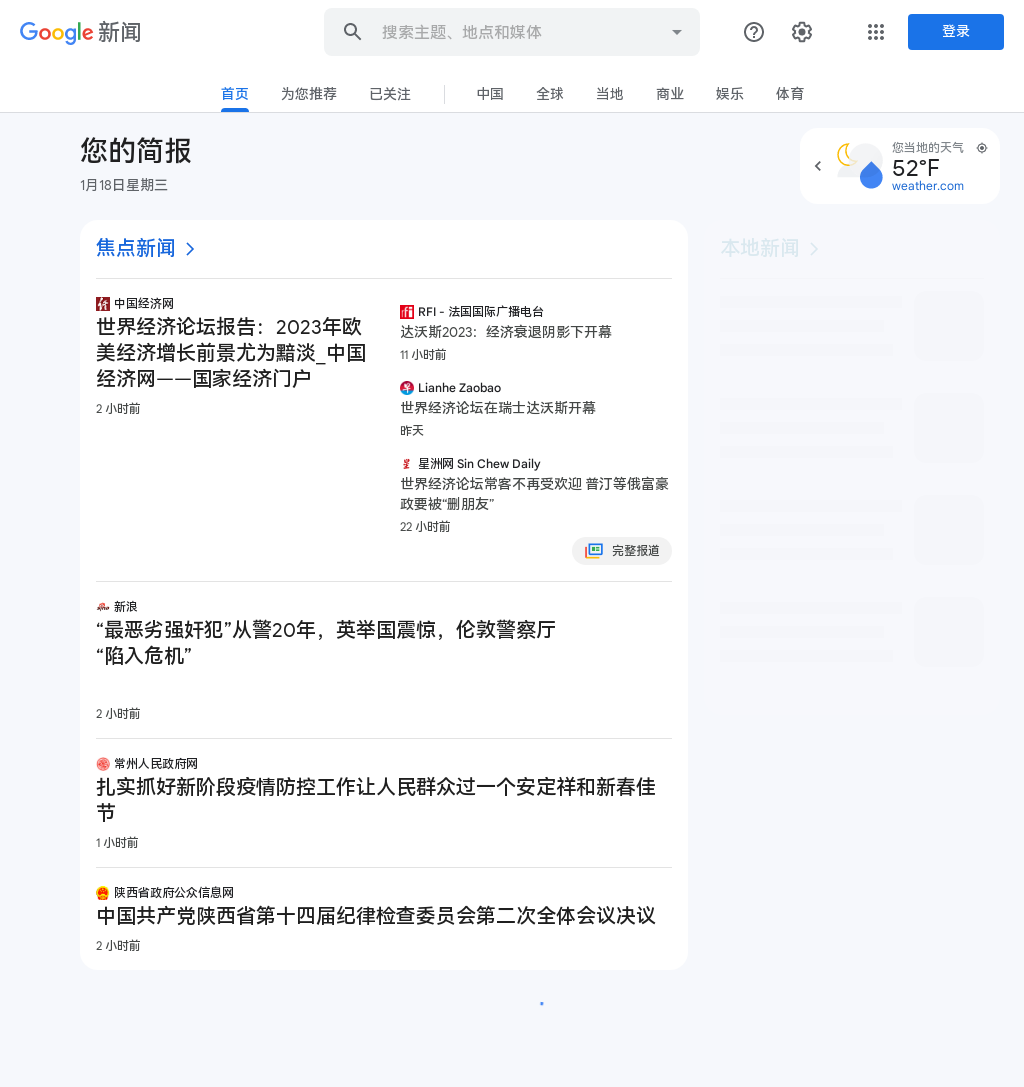 Google 新闻
搜索主题、地点和媒体
登录
首页
为您推荐
已关注
中国
全球
当地
商业
娱乐
体育
您的简报
1月18日星期三
您当地的天气
52°F
weather.com
焦点新闻
本地新闻
中国经济网
世界经济论坛报告：2023年欧
美经济增长前景尤为黯淡_中国
经济网——国家经济门户
2 小时前
RFI - 法国国际广播电台
达沃斯2023：经济衰退阴影下开幕
11 小时前
Lianhe Zaobao
世界经济论坛在瑞士达沃斯开幕
昨天
星洲网 Sin Chew Daily
世界经济论坛常客不再受欢迎 普汀等俄富豪
政要被“删朋友”
22 小时前
完整报道
新浪
“最恶劣强奸犯”从警20年，英举国震惊，伦敦警察厅
“陷入危机”
2 小时前
常州人民政府网
扎实抓好新阶段疫情防控工作让人民群众过一个安定祥和新春佳
节
1 小时前
陕西省政府公众信息网
中国共产党陕西省第十四届纪律检查委员会第二次全体会议决议
2 小时前